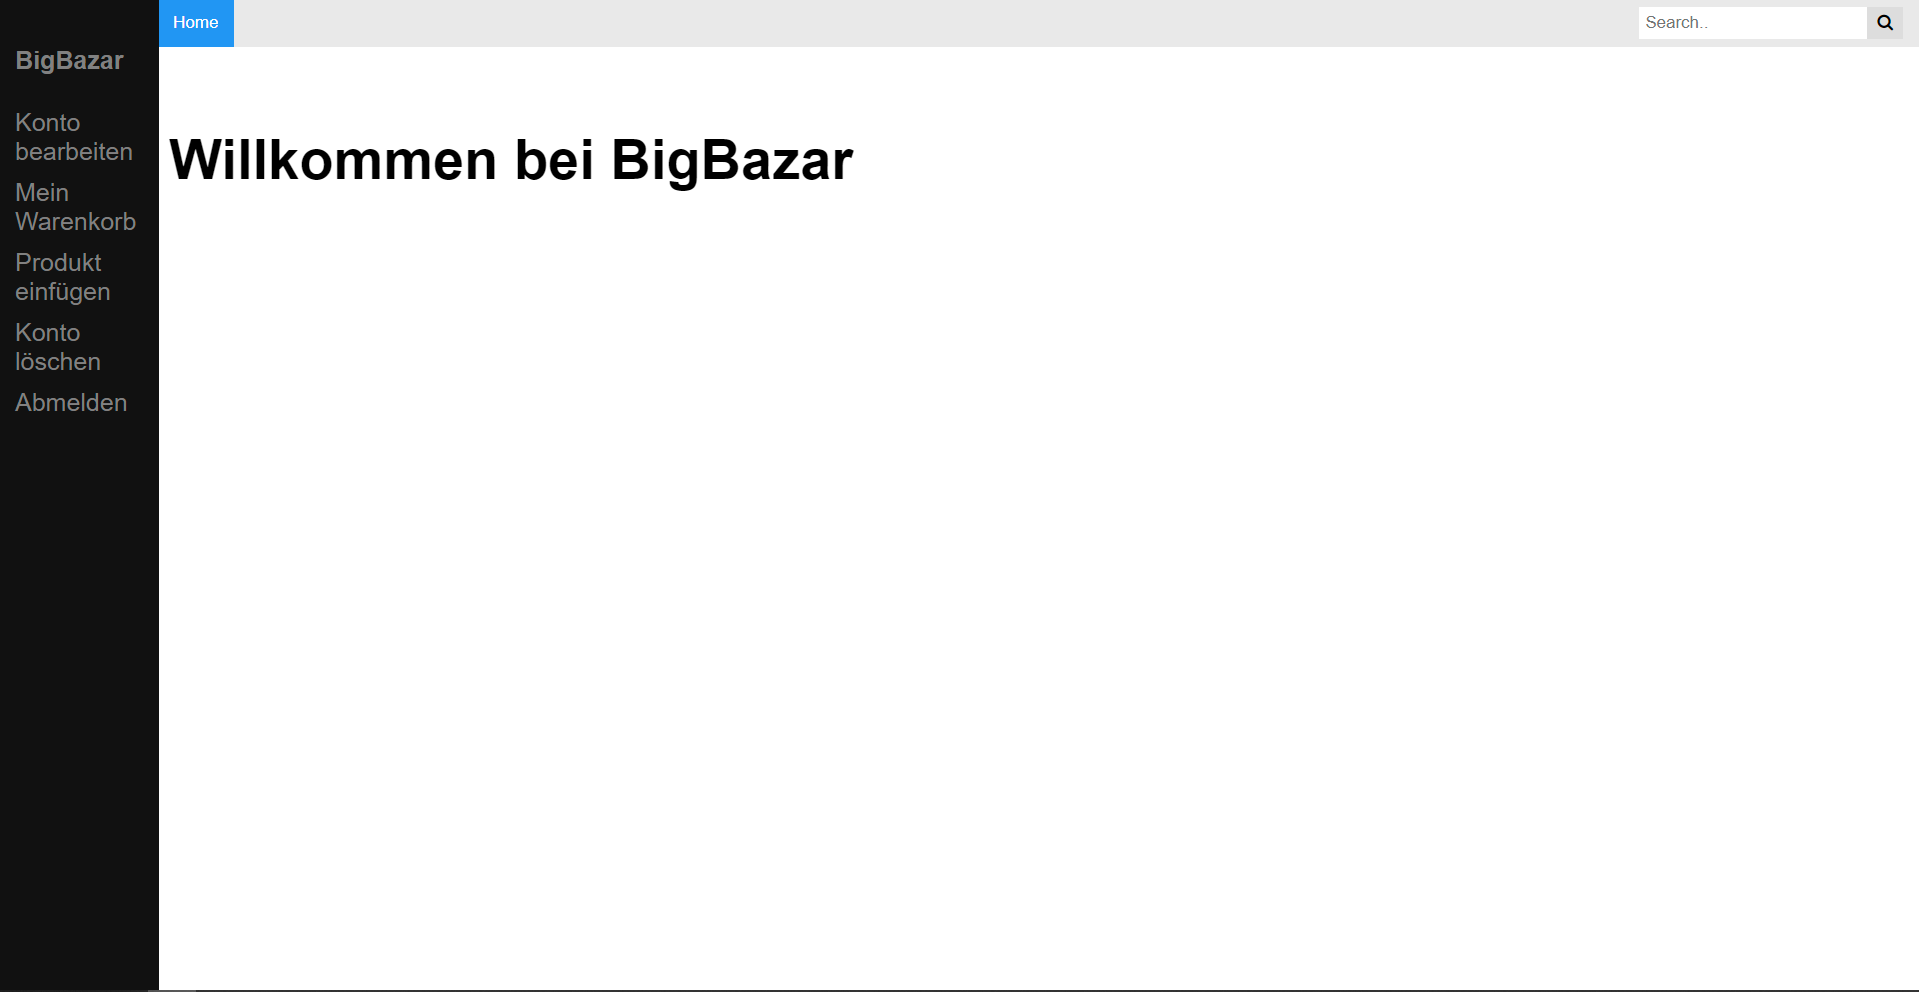 Home
Search..
BigBazar
Konto
bearbeiten
Mein
Warenkorb
Produkt
einfügen
Konto
löschen
Abmelden
Willkommen bei BigBazar